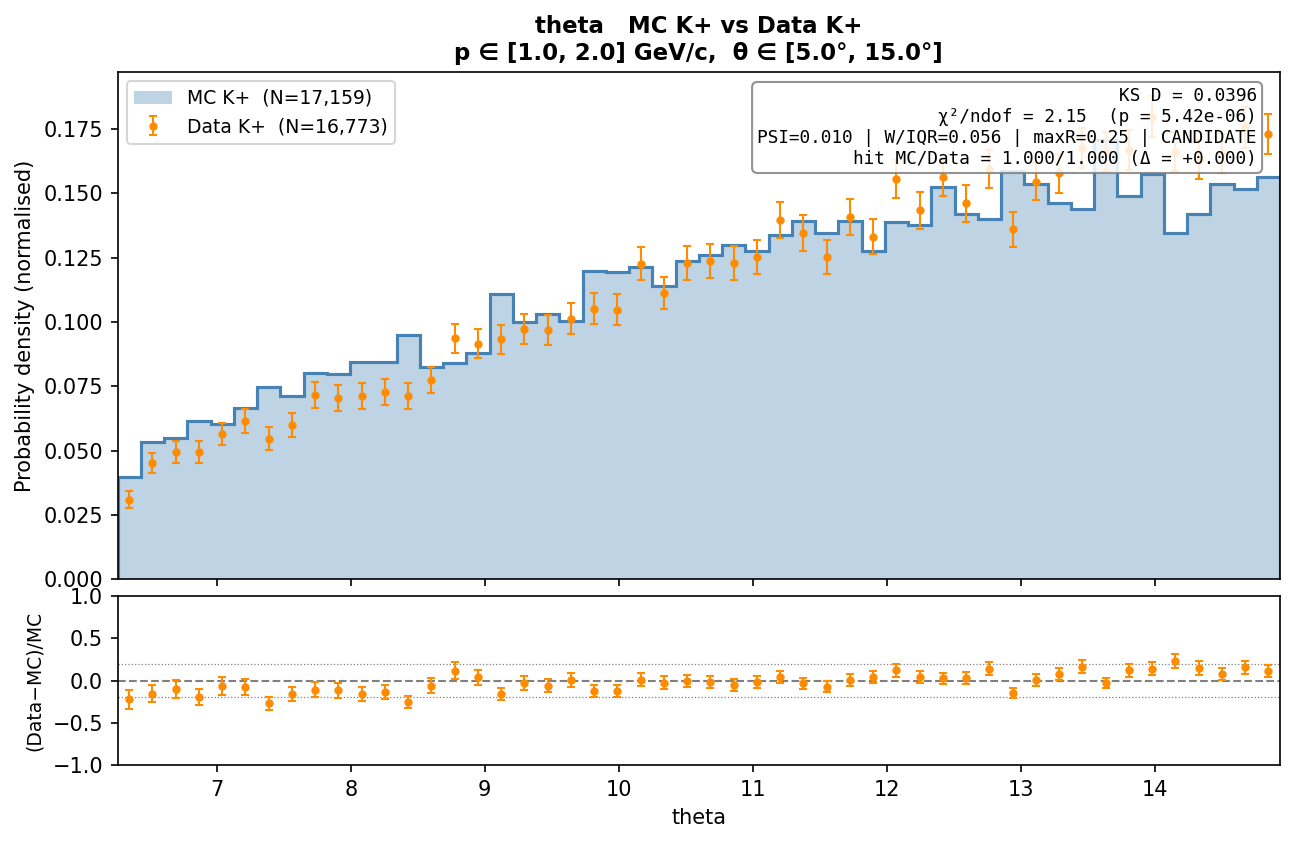 theta   MC K+ vs Data K+
p ∈ [1.0, 2.0] GeV/c,  θ ∈ [5.0°, 15.0°]
MC K+  (N=17,159)
Data K+  (N=16,773)
KS D = 0.0396
χ²/ndof = 2.15  (p = 5.42e-06)
PSI=0.010 | W/IQR=0.056 | maxR=0.25 | CANDIDATE
hit MC/Data = 1.000/1.000 (Δ = +0.000)
Probability density (normalised)
0.175
0.150
0.125
0.100
0.075
0.050
0.025
0.000
(Data−MC)/MC
1.0
0.5
0.0
−0.5
−1.0
7 8 9 10 11 12 13 14
theta